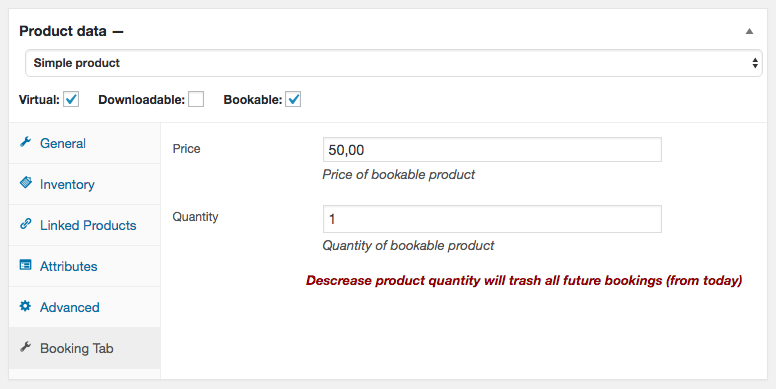 Product data —
Simple product
Virtual: Downloadable: Bookable:
General
Inventory
Linked Products
Attributes
Advanced
Booking Tab
Price
50,00
Price of bookable product
Quantity
1
Quantity of bookable product
Descrease product quantity will trash all future bookings (from today)